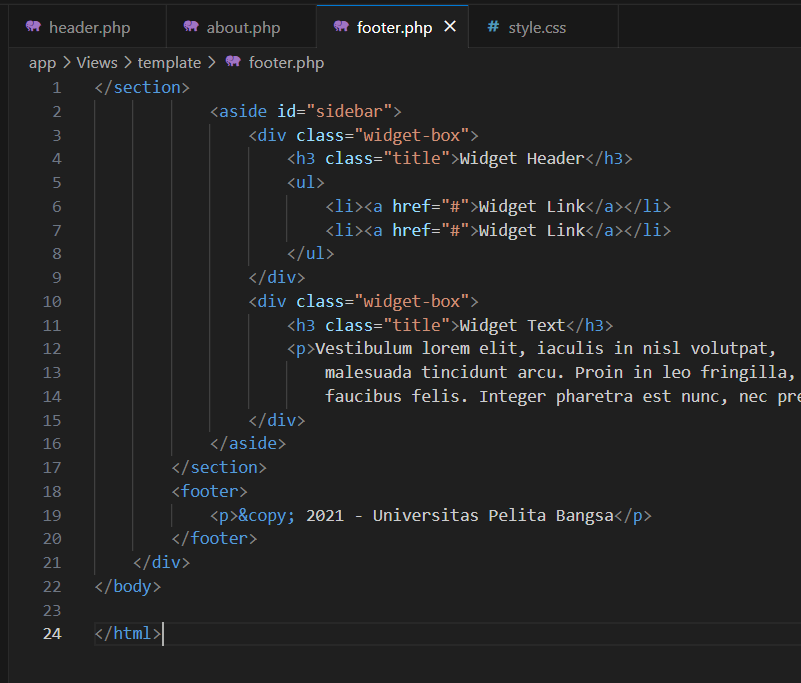 header.php about.php footer.php × # style.css
app > Views > template > footer.php
1 </section>
2 <aside id="sidebar">
3 <div class="widget-box">
4 <h3 class="title">Widget Header</h3>
5 <ul>
6 <li><a href="#">Widget Link</a></li>
7 <li><a href="#">Widget Link</a></li>
8 </ul>
9 </div>
10 <div class="widget-box">
11 <h3 class="title">Widget Text</h3>
12 <p>Vestibulum lorem elit, iaculis in nisl volutpat,
13 malesuada tincidunt arcu. Proin in leo fringilla,
14 faucibus felis. Integer pharetra est nunc, nec pre
15 </div>
16 </aside>
17 </section>
18 <footer>
19 <p>&copy; 2021 - Universitas Pelita Bangsa</p>
20 </footer>
21 </div>
22 </body>
23
24 </html>